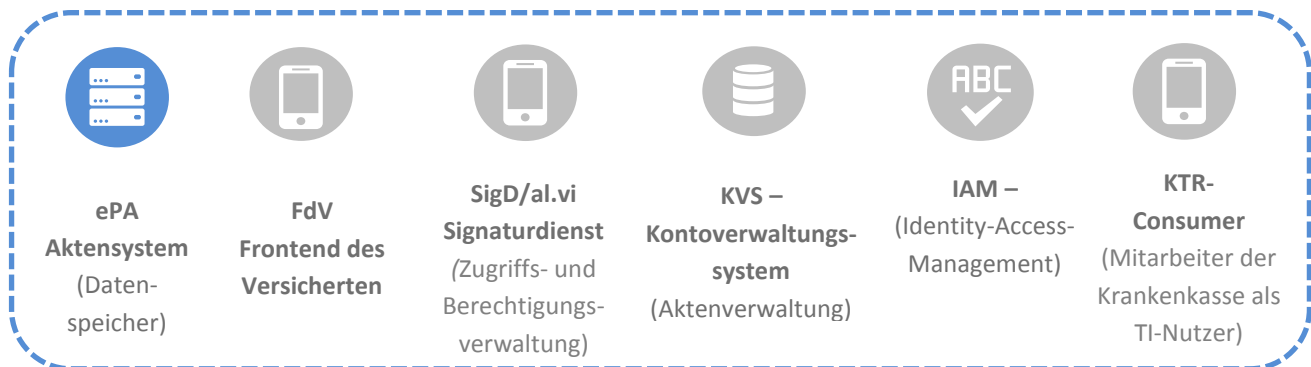 ABC
ePA
Aktensystem
(Daten-
speicher)
FdV
Frontend des
Versicherten
SigD/al.vi
Signaturdienst
(Zugriffs- und
Berechtigungs-
verwaltung)
KVS –
Kontoverwaltungs-
system
(Aktenverwaltung)
IAM –
(Identity-Access-
Management)
KTR-
Consumer
(Mitarbeiter der
Krankenkasse als
TI-Nutzer)